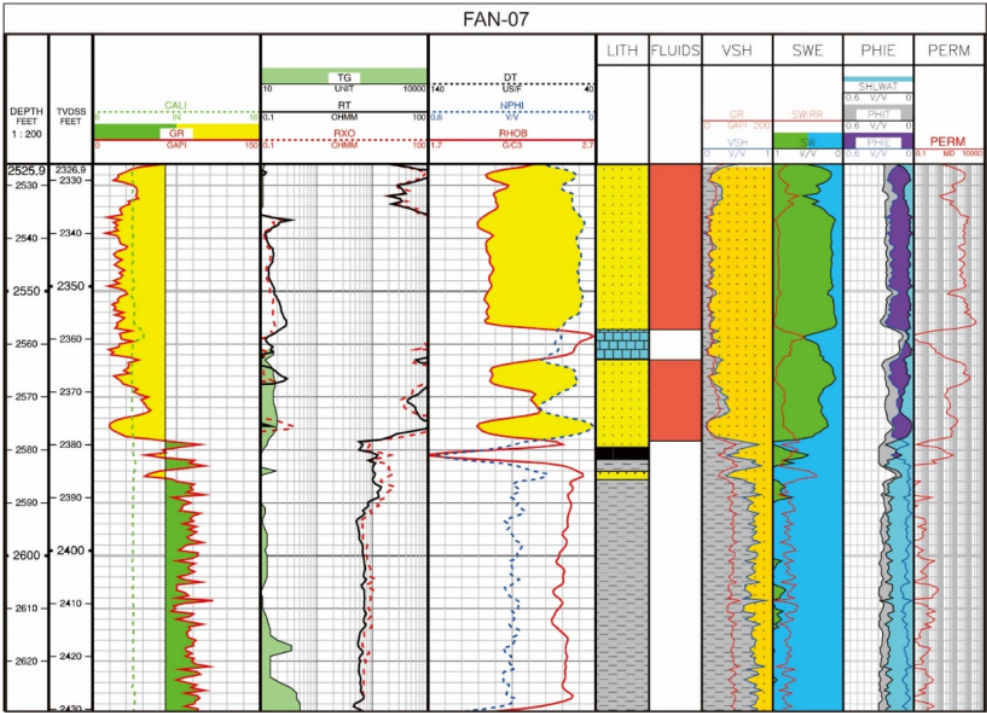 FAN-07
LITH FLUIDS VSH SWE PHIE PERM
DEPTH
FEET
1 : 200
TVDSS
FEET
CALI
6 IN 16
GR
0 GAPI 150
TG
10 UNIT 10000
RT
0.1 OHMM 100
RXO
0.1 OHMM 100
DT
140 US/F 40
NPHI
0.6 V/V 0
RHOB
1.7 G/C3 2.7
GR
0 GAPI 200
VSH
0 V/V 1
SWIRR
SW
1 V/V 0
SHLWAT
0.6 V/V 0
PHIT
0.6 V/V 0
PHIE
0.6 V/V 0
PERM
0.1 MD 10000
2525.9 2326.9
2530 2330
2540 2340
2550 2350
2560 2360
2570 2370
2580 2380
2590 2390
2600 2400
2610 2410
2620 2420
2430